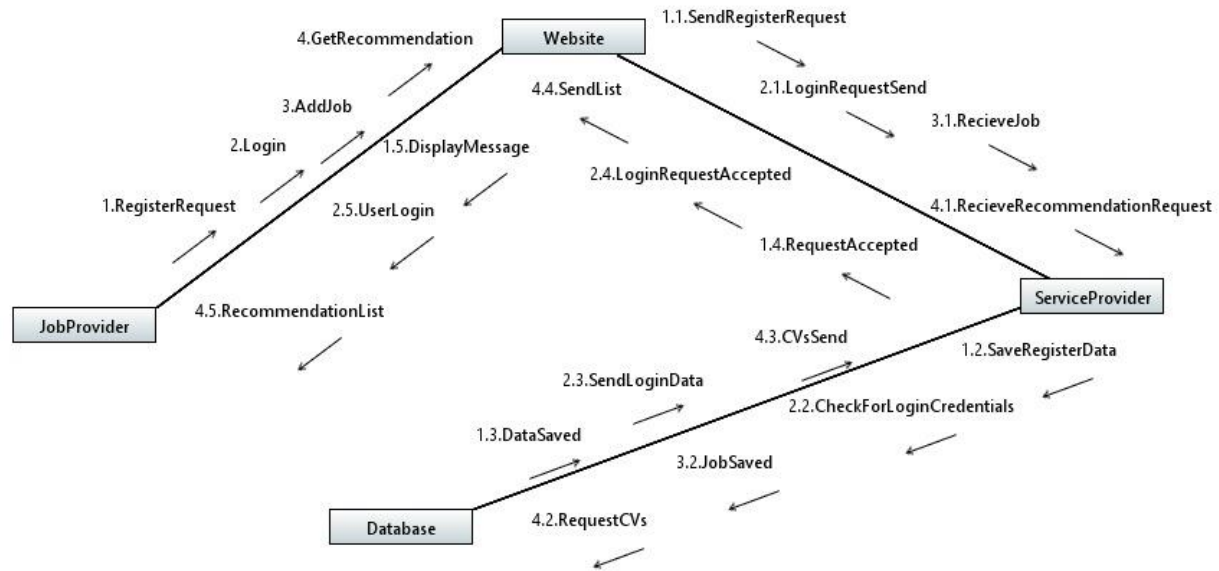 1.1.SendRegisterRequest
4.GetRecommendation
Website
2.1.LoginRequestSend
4.4.SendList
3.AddJob
3.1.RecieveJob
2.Login
1.5.DisplayMessage
2.4.LoginRequestAccepted
1.RegisterRequest
2.5.UserLogin
4.1.RecieveRecommendationRequest
1.4.RequestAccepted
ServiceProvider
4.5.RecommendationList
JobProvider
4.3.CVsSend
1.2.SaveRegisterData
2.3.SendLoginData
2.2.CheckForLoginCredentials
1.3.DataSaved
3.2.JobSaved
4.2.RequestCVs
Database